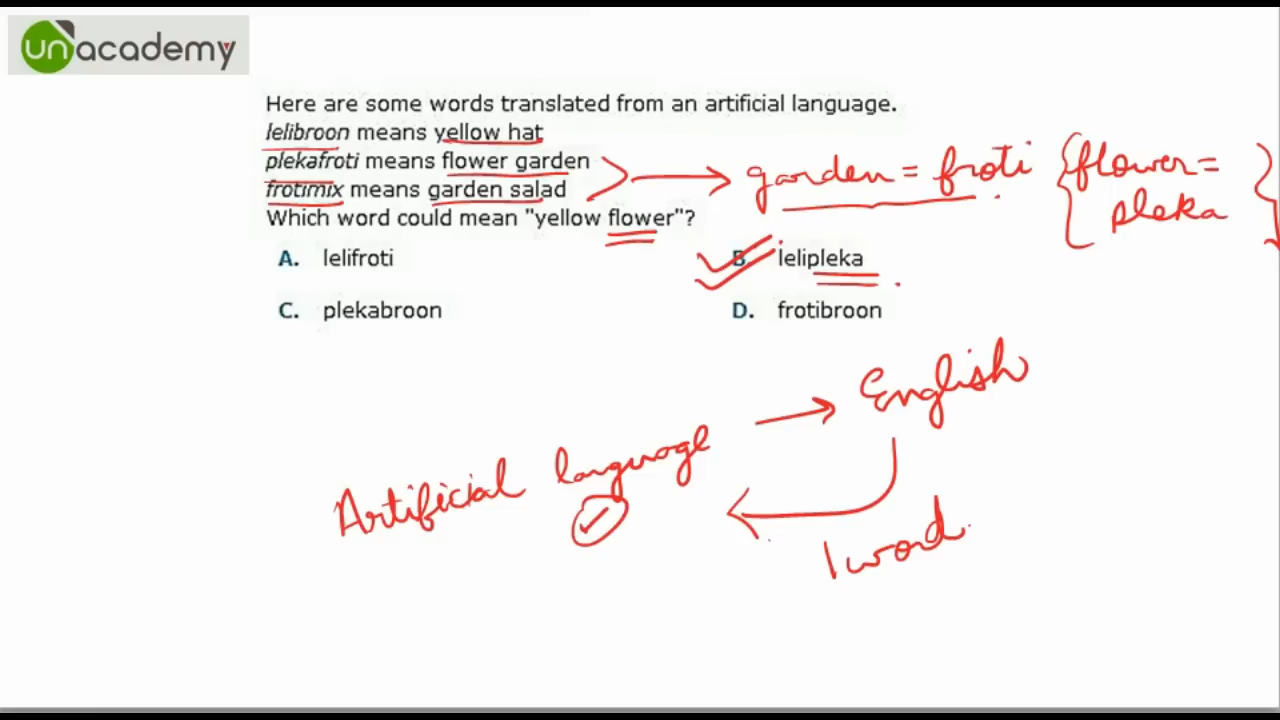 unacademy
Here are some words translated from an artificial language.
lelibroon means yellow hat
plekafroti means flower garden
frotimix means garden salad
garden = froti {flower = pleka}
Which word could mean "yellow flower"?
A. lelifroti
B. lelipleka
C. plekabroon
D. frotibroon
Artificial language → English
1 word